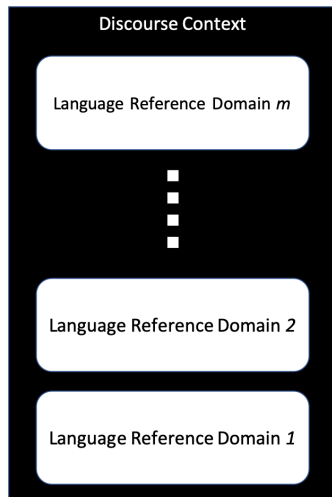 Discourse Context
Language Reference Domain m
Language Reference Domain 2
Language Reference Domain 1